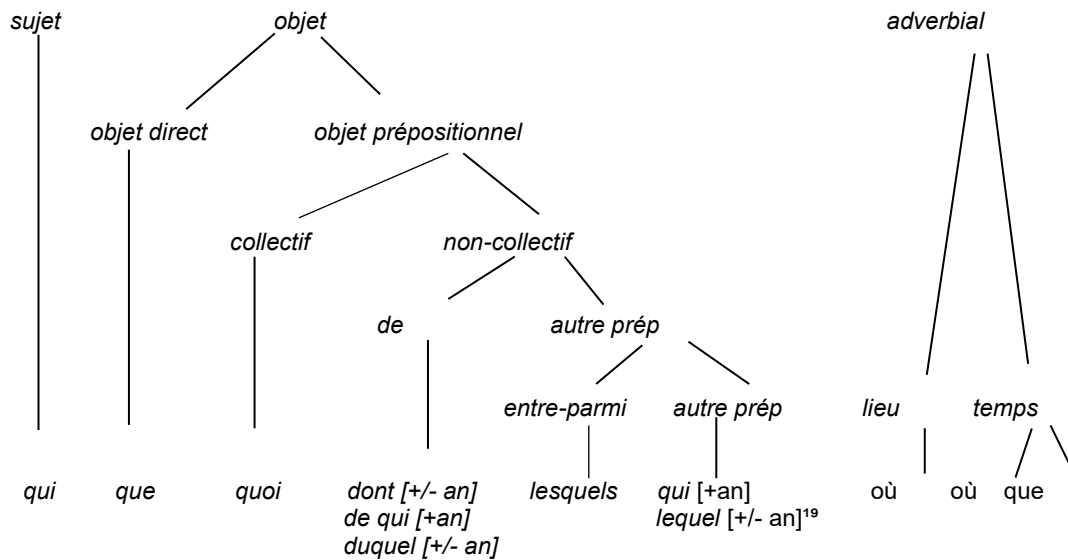 sujet objet adverbial
objet direct objet prépositionnel
collectif non-collectif
de autre prép
entre-parmi autre prép lieu temps
qui que quoi dont [+/- an] lesquels qui [+an] où où que
de qui [+an] lequel [+/- an]¹⁹
duquel [+/- an]